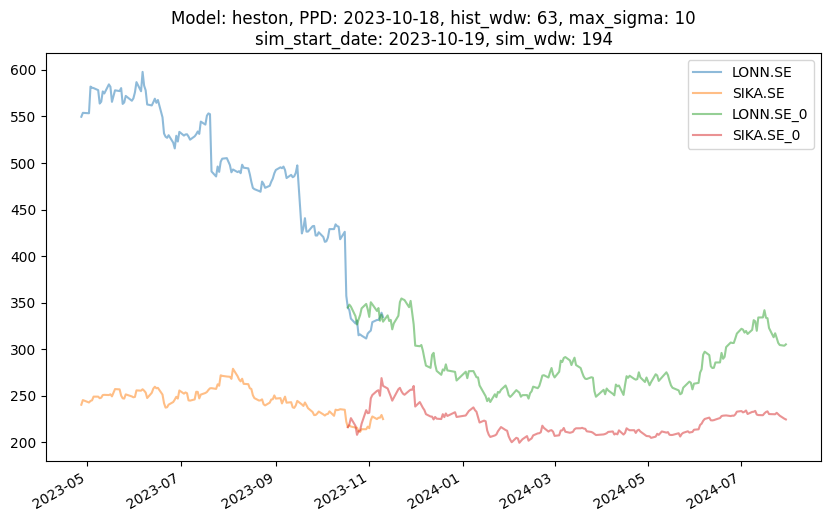 Model: heston, PPD: 2023-10-18, hist_wdw: 63, max_sigma: 10
sim_start_date: 2023-10-19, sim_wdw: 194
LONN.SE
SIKA.SE
LONN.SE_0
SIKA.SE_0
600
550
500
450
400
350
300
250
200
2023-05
2023-07
2023-09
2023-11
2024-01
2024-03
2024-05
2024-07